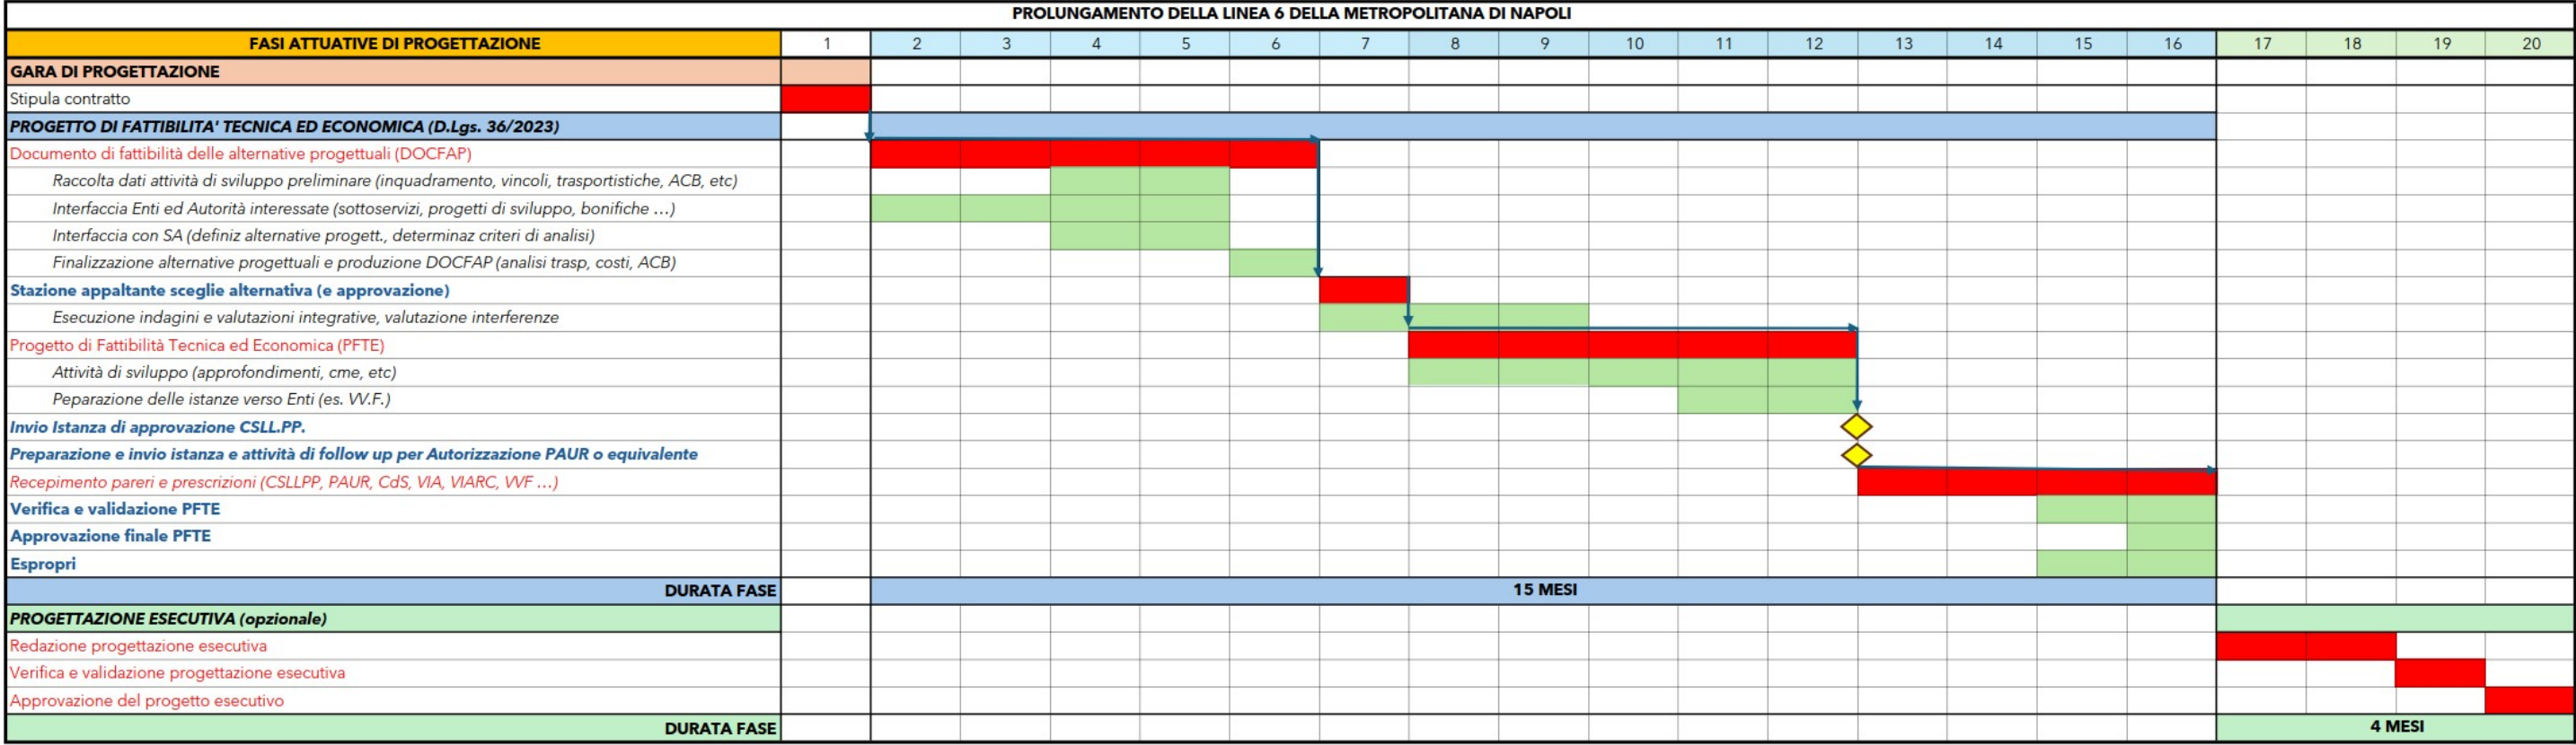 PROLUNGAMENTO DELLA LINEA 6 DELLA METROPOLITANA DI NAPOLI
FASI ATTUATIVE DI PROGETTAZIONE 1 2 3 4 5 6 7 8 9 10 11 12 13 14 15 16 17 18 19 20
GARA DI PROGETTAZIONE
Stipula contratto
PROGETTO DI FATTIBILITA' TECNICA ED ECONOMICA (D.Lgs. 36/2023)
Documento di fattibilità delle alternative progettuali (DOCFAP)
Raccolta dati attività di sviluppo preliminare (inquadramento, vincoli, trasportistiche, ACB, etc)
Interfaccia Enti ed Autorità interessate (sottoservizi, progetti di sviluppo, bonifiche ...)
Interfaccia con SA (definiz alternative progett., determinaz criteri di analisi)
Finalizzazione alternative progettuali e produzione DOCFAP (analisi trasp, costi, ACB)
Stazione appaltante sceglie alternativa (e approvazione)
Esecuzione indagini e valutazioni integrative, valutazione interferenze
Progetto di Fattibilità Tecnica ed Economica (PFTE)
Attività di sviluppo (approfondimenti, cme, etc)
Peparazione delle istanze verso Enti (es. VV.F.)
Invio Istanza di approvazione CSLL.PP.
Preparazione e invio istanza e attività di follow up per Autorizzazione PAUR o equivalente
Recepimento pareri e prescrizioni (CSLLPP, PAUR, CdS, VIA, VIARC, VVF ...)
Verifica e validazione PFTE
Approvazione finale PFTE
Espropri
DURATA FASE 15 MESI
PROGETTAZIONE ESECUTIVA (opzionale)
Redazione progettazione esecutiva
Verifica e validazione progettazione esecutiva
Approvazione del progetto esecutivo
DURATA FASE 4 MESI